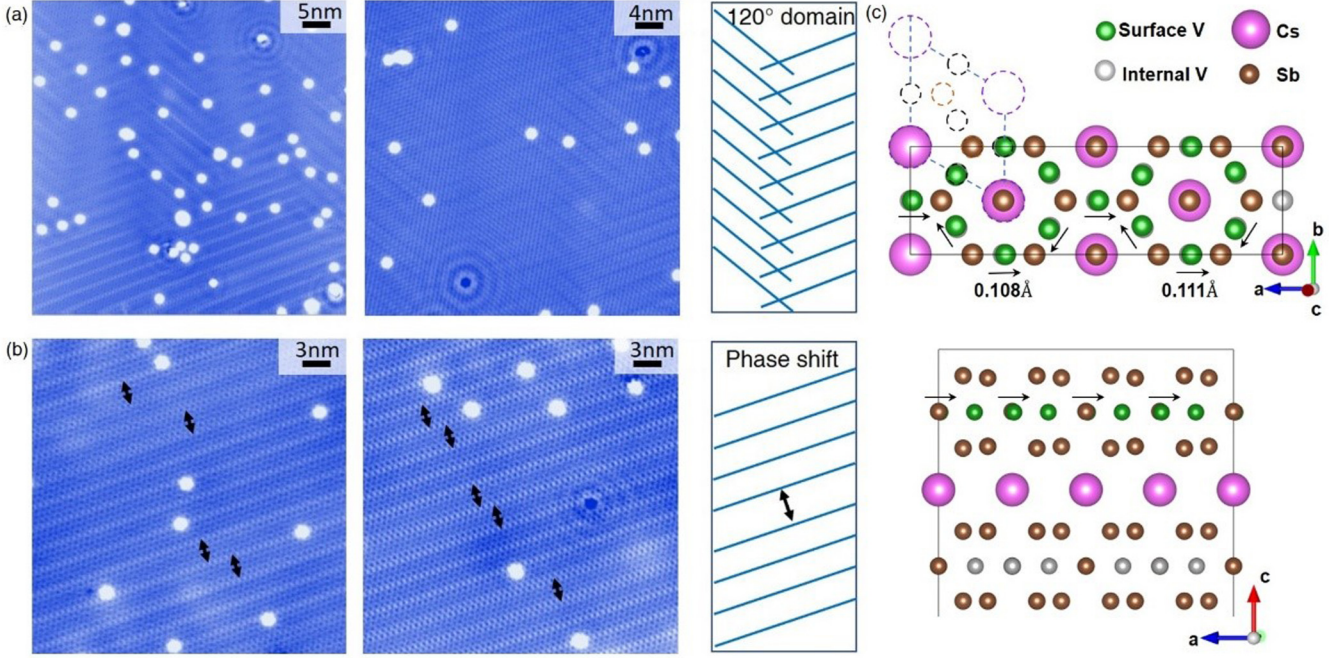 (a)
5nm
4nm
120° domain
(c)
Surface V
Cs
Internal V
Sb
0.108Å
0.111Å
b
a
c
(b)
3nm
3nm
Phase shift
c
a